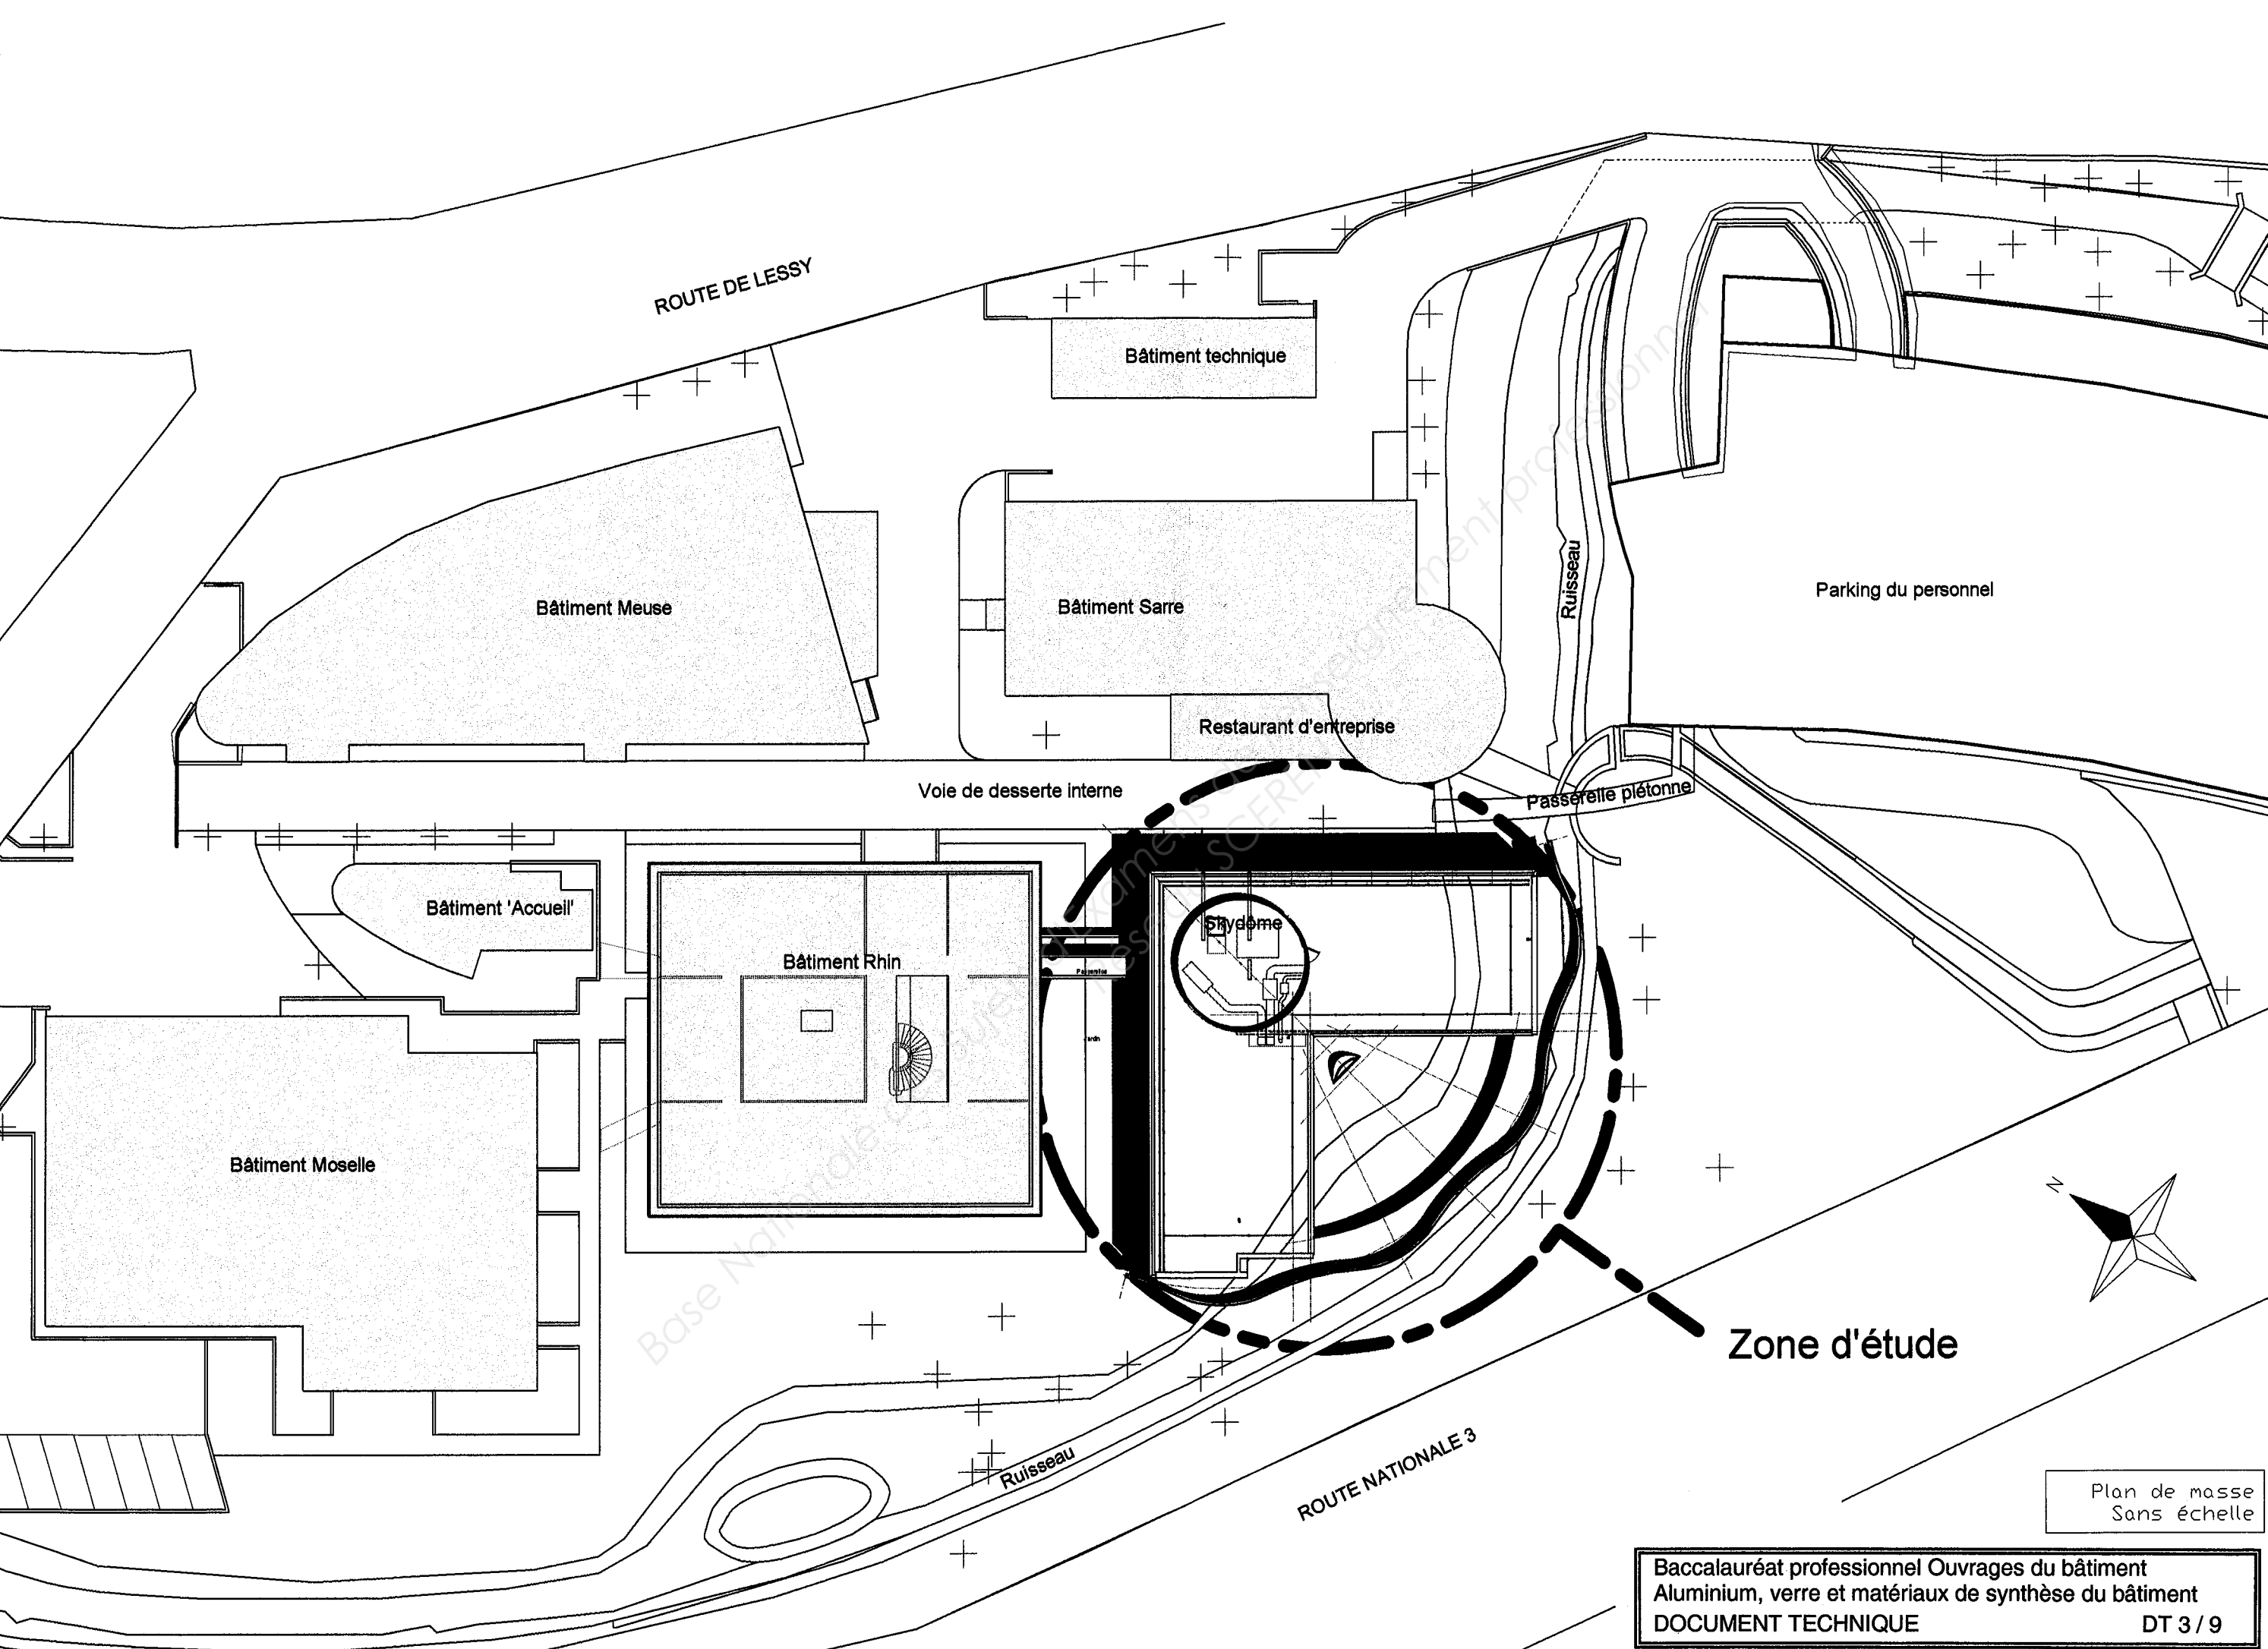 ROUTE DE LESSY
Bâtiment technique
Ruisseau
Parking du personnel
Bâtiment Meuse
Bâtiment Sarre
Restaurant d'entreprise
Voie de desserte interne
Passerelle piétonne
Bâtiment 'Accueil'
Skydôme
Bâtiment Rhin
Passerelle
Bâtiment Moselle
N
Zone d'étude
Ruisseau
ROUTE NATIONALE 3
Plan de masse
Sans échelle
Baccalauréat professionnel Ouvrages du bâtiment
Aluminium, verre et matériaux de synthèse du bâtiment
DOCUMENT TECHNIQUE DT 3 / 9